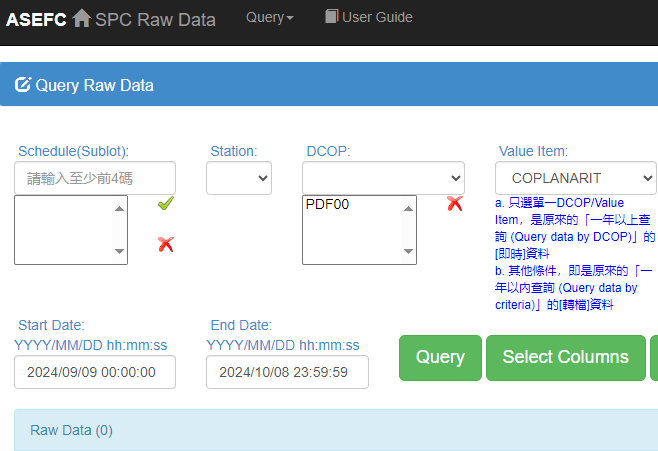 ASEFC SPC Raw Data Query User Guide
Query Raw Data
Schedule(Sublot): Station: DCOP: Value Item:
請輸入至少前4碼 COPLANARIT
PDF00
a. 只選單一DCOP/Value
Item，是原來的「一年以上查
詢 (Query data by DCOP)」的
[即時]資料
b. 其他條件，即是原來的「一
年以內查詢 (Query data by
criteria)」的[轉檔]資料
Start Date: End Date:
YYYY/MM/DD hh:mm:ss YYYY/MM/DD hh:mm:ss
2024/09/09 00:00:00 2024/10/08 23:59:59 Query Select Columns
Raw Data (0)